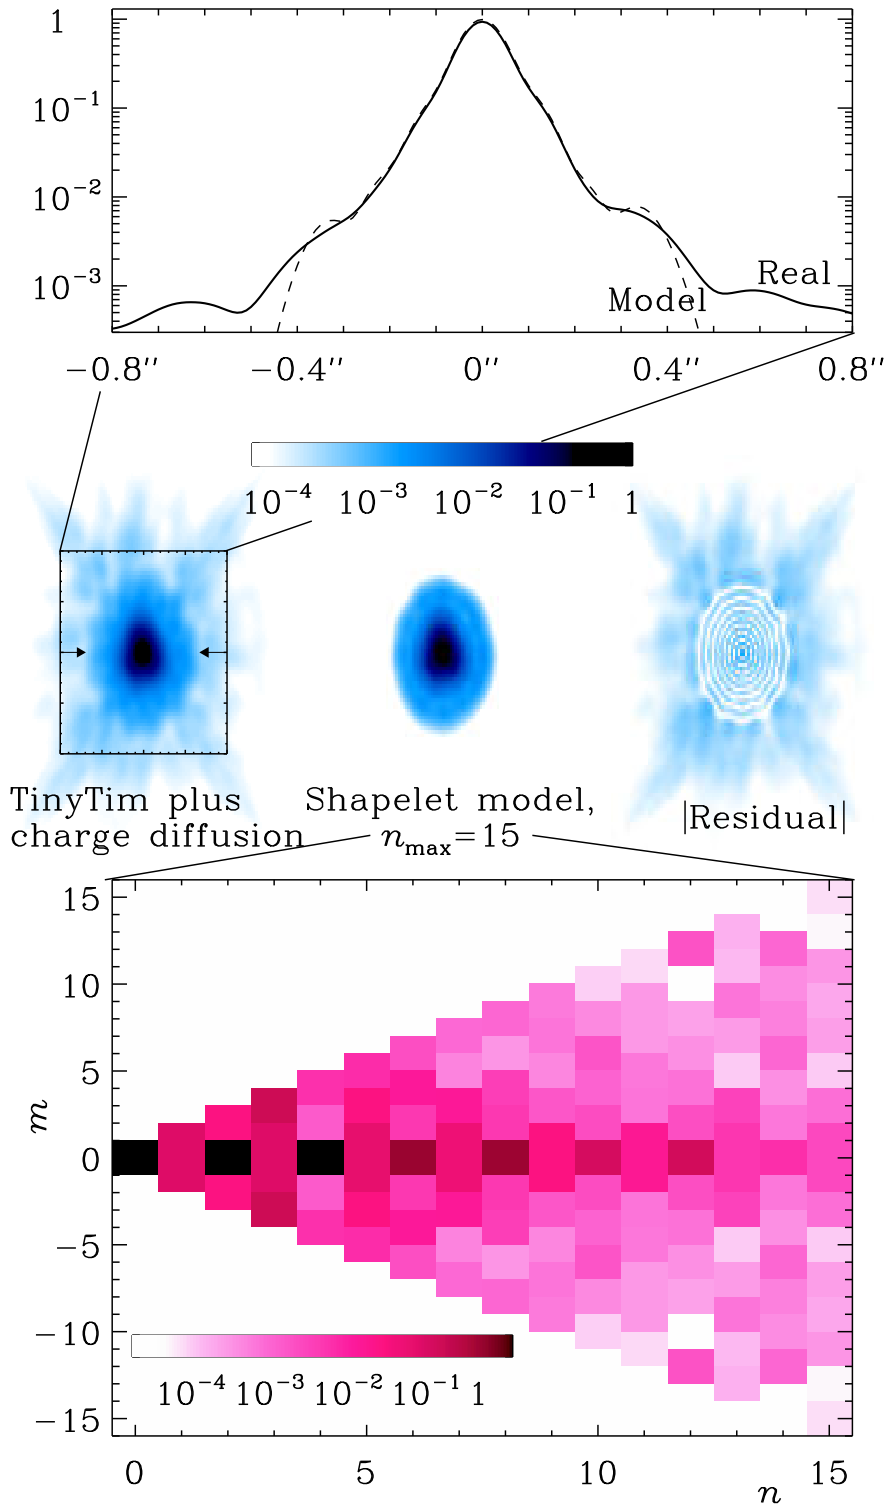 1
10⁻¹
10⁻²
10⁻³
Real
Model
−0.8″ −0.4″ 0″ 0.4″ 0.8″
10⁻⁴ 10⁻³ 10⁻² 10⁻¹ 1
TinyTim plus
charge diffusion
Shapelet model,
n_max=15
|Residual|
15
10
5
m
0
−5
−10
−15
10⁻⁴ 10⁻³ 10⁻² 10⁻¹ 1
0 5 10 15
n